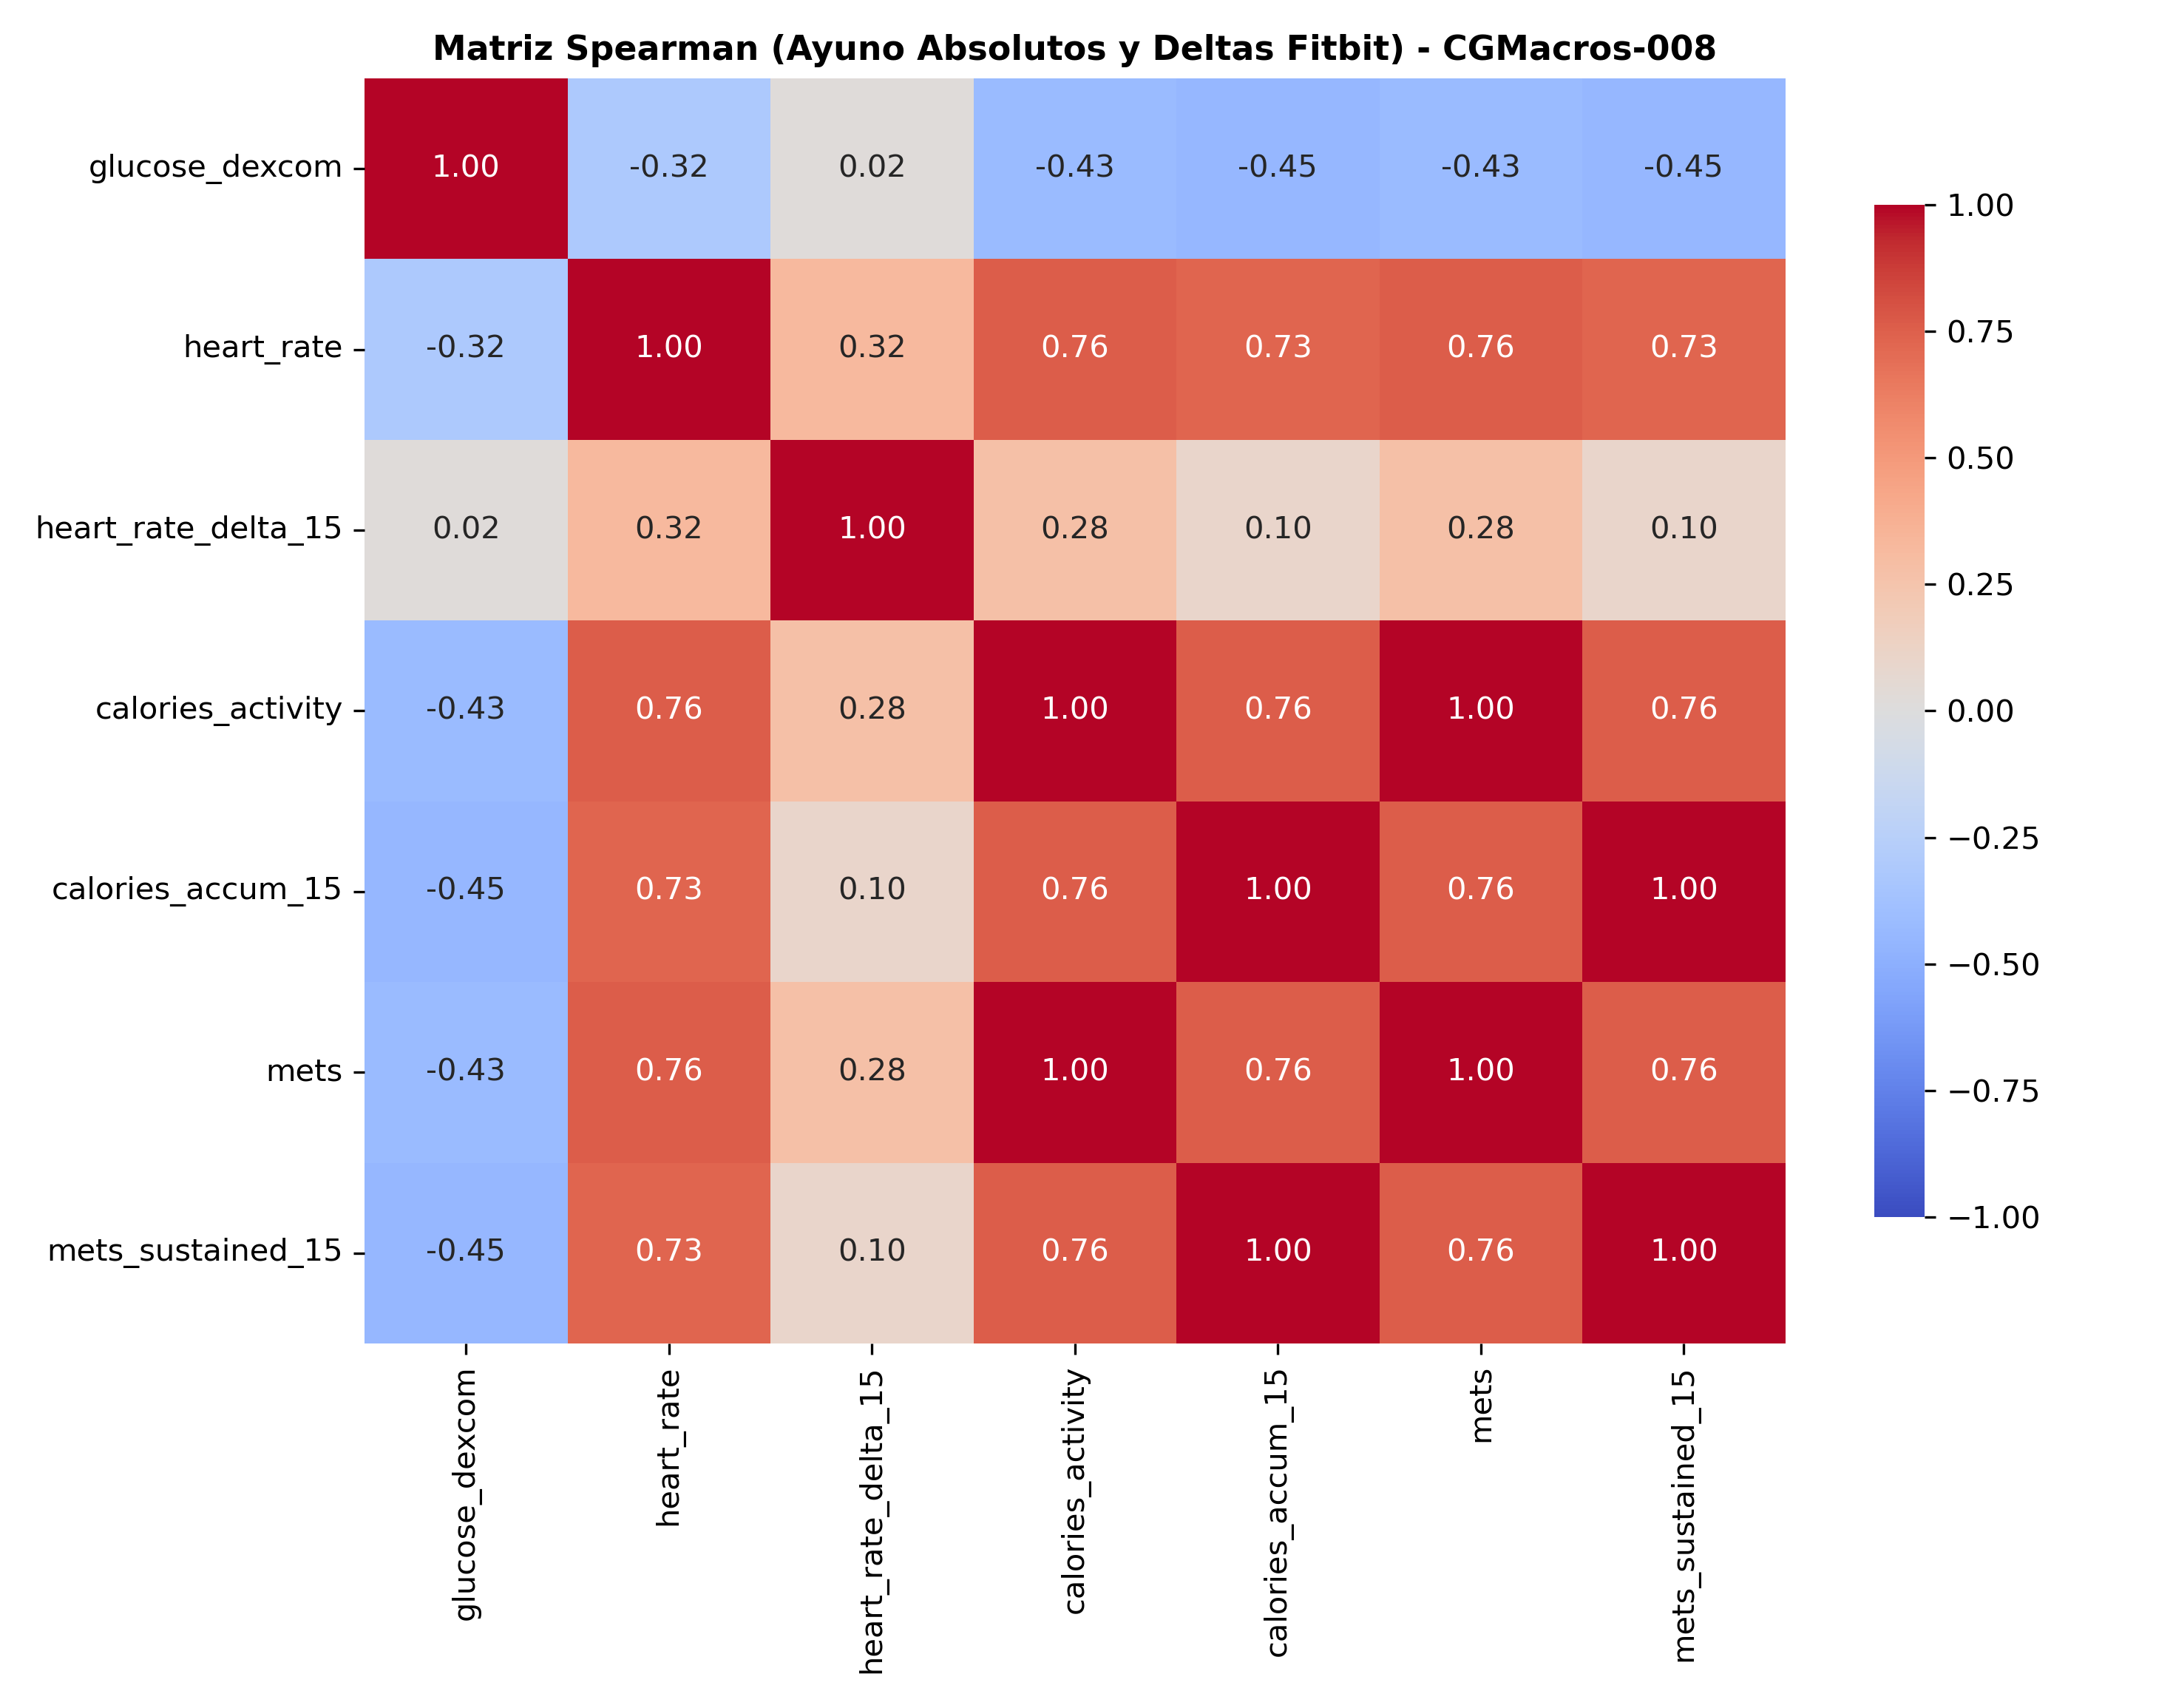 Matriz Spearman (Ayuno Absolutos y Deltas Fitbit) - CGMacros-008
glucose_dexcom 1.00 -0.32 0.02 -0.43 -0.45 -0.43 -0.45
heart_rate -0.32 1.00 0.32 0.76 0.73 0.76 0.73
heart_rate_delta_15 0.02 0.32 1.00 0.28 0.10 0.28 0.10
calories_activity -0.43 0.76 0.28 1.00 0.76 1.00 0.76
calories_accum_15 -0.45 0.73 0.10 0.76 1.00 0.76 1.00
mets -0.43 0.76 0.28 1.00 0.76 1.00 0.76
mets_sustained_15 -0.45 0.73 0.10 0.76 1.00 0.76 1.00
glucose_dexcom
heart_rate
heart_rate_delta_15
calories_activity
calories_accum_15
mets
mets_sustained_15
1.00
0.75
0.50
0.25
0.00
−0.25
−0.50
−0.75
−1.00